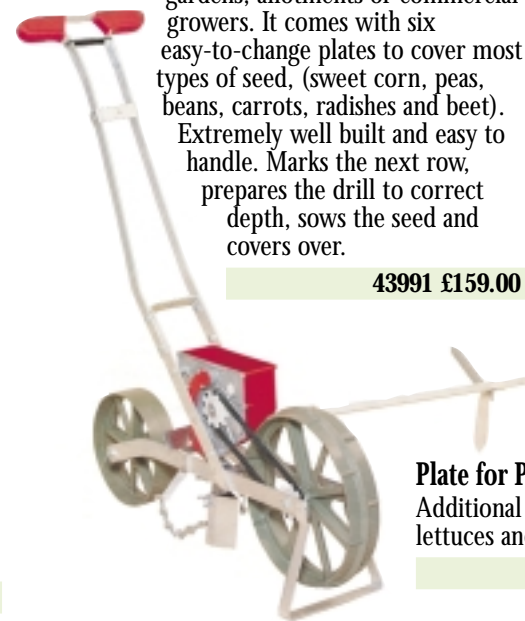 gardens, allotments or commercial
growers. It comes with six
easy-to-change plates to cover most
types of seed, (sweet corn, peas,
beans, carrots, radishes and beet).
Extremely well built and easy to
handle. Marks the next row,
prepares the drill to correct
depth, sows the seed and
covers over.
43991 £159.00
Plate for P
Additional
lettuces an